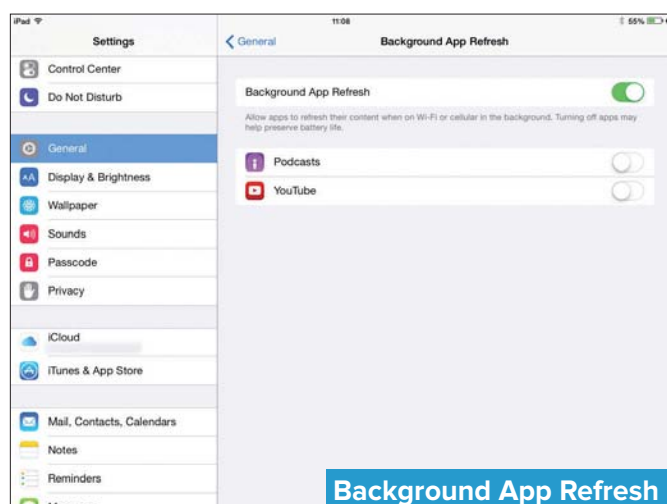 iPad
11:08
55%
Settings
General
Background App Refresh
Control Center
Do Not Disturb
General
Display & Brightness
Wallpaper
Sounds
Passcode
Privacy
iCloud
iTunes & App Store
Mail, Contacts, Calendars
Notes
Reminders
Background App Refresh
Allow apps to refresh their content when on Wi-Fi or cellular in the background. Turning off apps may
help preserve battery life.
Podcasts
YouTube
Background App Refresh